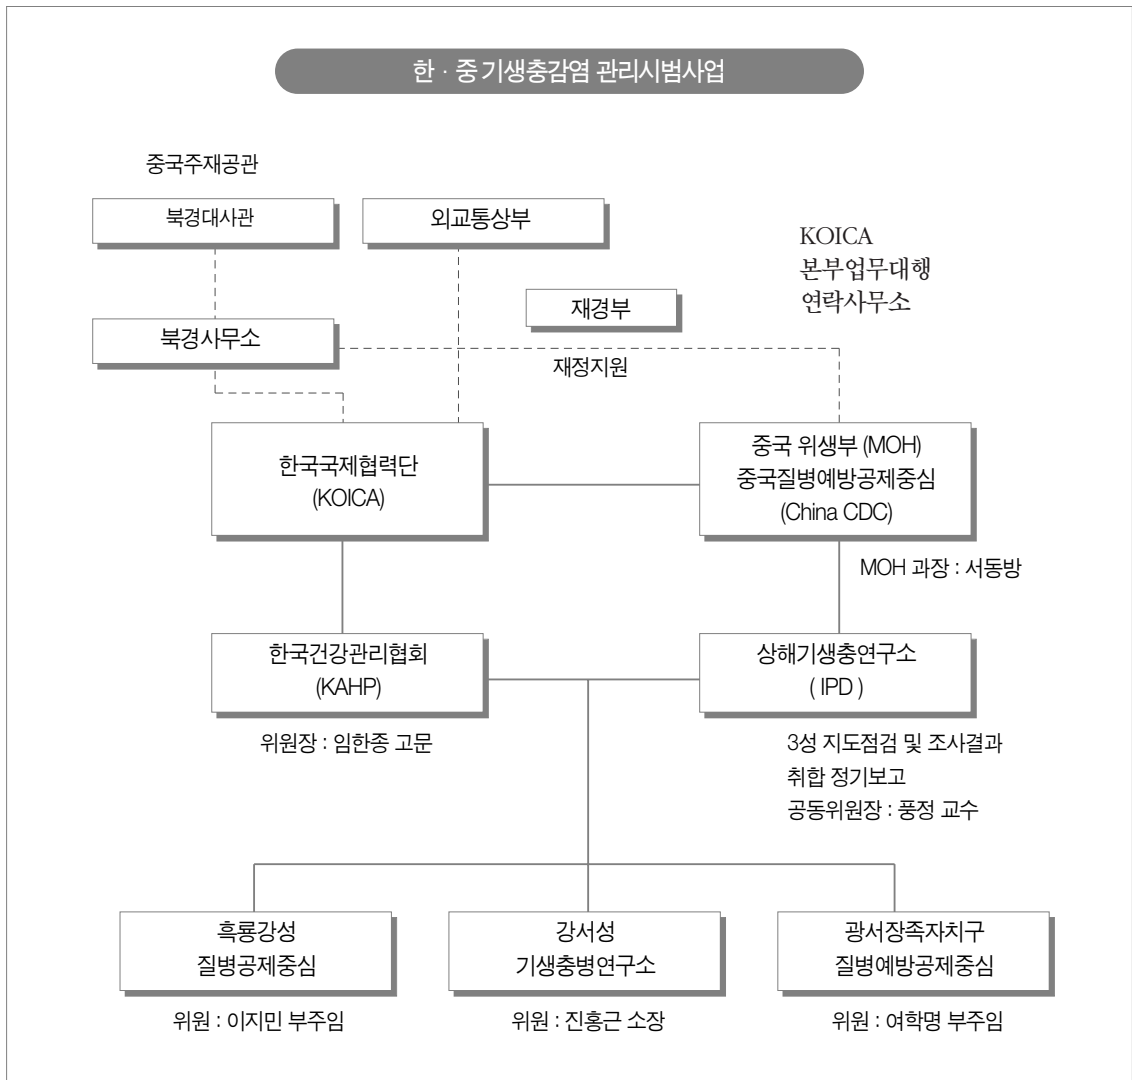 한 · 중 기생충감염 관리시범사업
중국주재공관
북경대사관
외교통상부
KOICA
본부업무대행
연락사무소
재경부
북경사무소
재정지원
한국국제협력단
(KOICA)
중국 위생부 (MOH)
중국질병예방공제중심
(China CDC)
MOH 과장 : 서동방
한국건강관리협회
(KAHP)
상해기생충연구소
( IPD )
위원장 : 임한종 고문
3성 지도점검 및 조사결과
취합 정기보고
공동위원장 : 풍정 교수
흑룡강성
질병공제중심
강서성
기생충병연구소
광서장족자치구
질병예방공제중심
위원 : 이지민 부주임
위원 : 진홍근 소장
위원 : 여학명 부주임